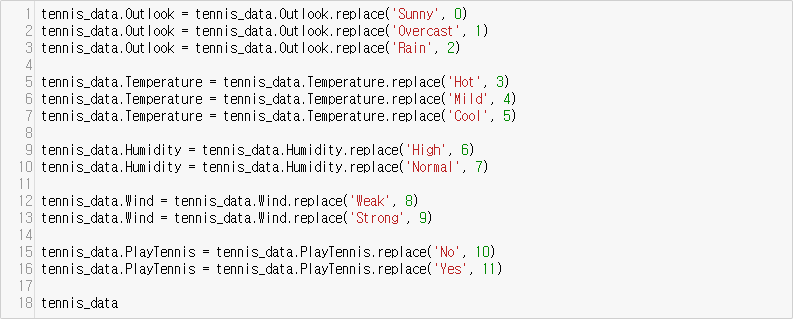 1 tennis_data.Outlook = tennis_data.Outlook.replace('Sunny', 0)
2 tennis_data.Outlook = tennis_data.Outlook.replace('Overcast', 1)
3 tennis_data.Outlook = tennis_data.Outlook.replace('Rain', 2)
4
5 tennis_data.Temperature = tennis_data.Temperature.replace('Hot', 3)
6 tennis_data.Temperature = tennis_data.Temperature.replace('Mild', 4)
7 tennis_data.Temperature = tennis_data.Temperature.replace('Cool', 5)
8
9 tennis_data.Humidity = tennis_data.Humidity.replace('High', 6)
10 tennis_data.Humidity = tennis_data.Humidity.replace('Normal', 7)
11
12 tennis_data.Wind = tennis_data.Wind.replace('Weak', 8)
13 tennis_data.Wind = tennis_data.Wind.replace('Strong', 9)
14
15 tennis_data.PlayTennis = tennis_data.PlayTennis.replace('No', 10)
16 tennis_data.PlayTennis = tennis_data.PlayTennis.replace('Yes', 11)
17
18 tennis_data